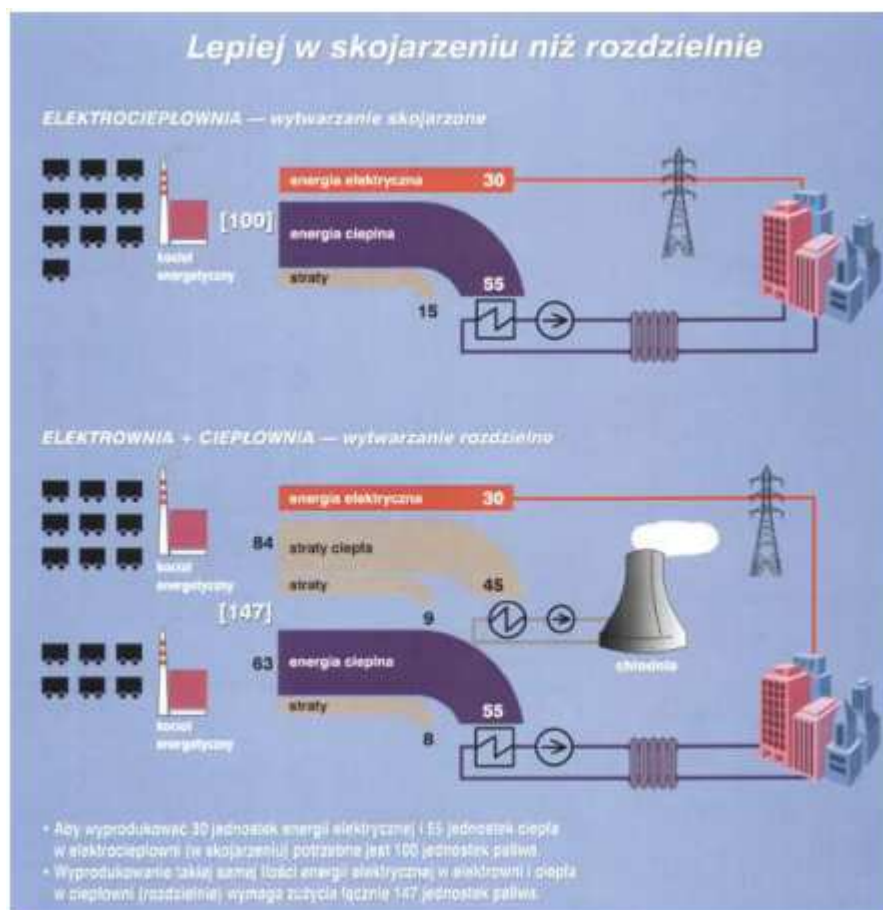 Lepiej w skojarzeniu niż rozdzielnie
ELEKTROCIEPŁOWNIA — wytwarzanie skojarzone
energia elektryczna 30
[100]
energia cieplna
kocioł
energetyczny
straty
55
15
ELEKTROWNIA + CIEPŁOWNIA — wytwarzanie rozdzielne
energia elektryczna 30
84
straty ciepła
kocioł
energetyczny
straty
45
[147]
9
energia cieplna
63
chłodnia
straty
55
kocioł
energetyczny
8
• Aby wyprodukować 30 jednostek energii elektrycznej i 55 jednostek ciepła
w elektrociepłowni (w skojarzeniu) potrzebne jest 100 jednostek paliwa.
• Wyprodukowanie takiej samej ilości energii elektrycznej w elektrowni i ciepła
w ciepłowni (rozdzielnie) wymaga zużycia łącznie 147 jednostek paliwa.